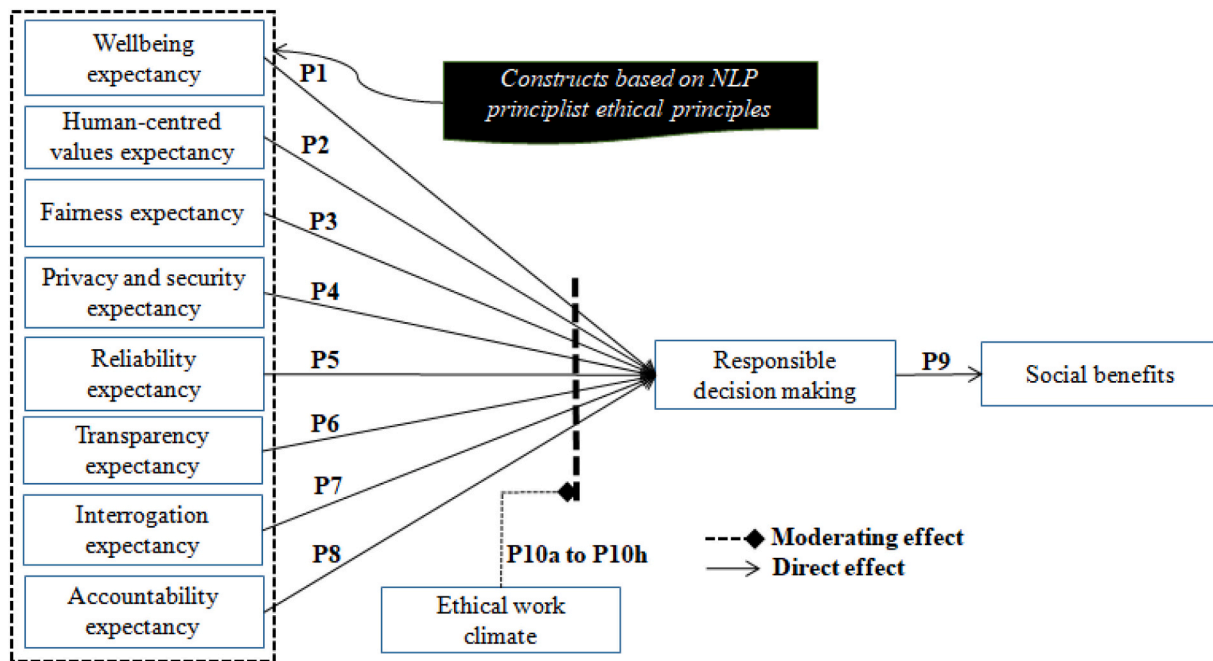 Wellbeing
expectancy
Human-centred
values expectancy
Fairness expectancy
Privacy and security
expectancy
Reliability
expectancy
Transparency
expectancy
Interrogation
expectancy
Accountability
expectancy
P1
P2
P3
P4
P5
P6
P7
P8
Constructs based on NLP
principlist ethical principles
Responsible
decision making
P9
Social benefits
P10a to P10h
Ethical work
climate
Moderating effect
Direct effect